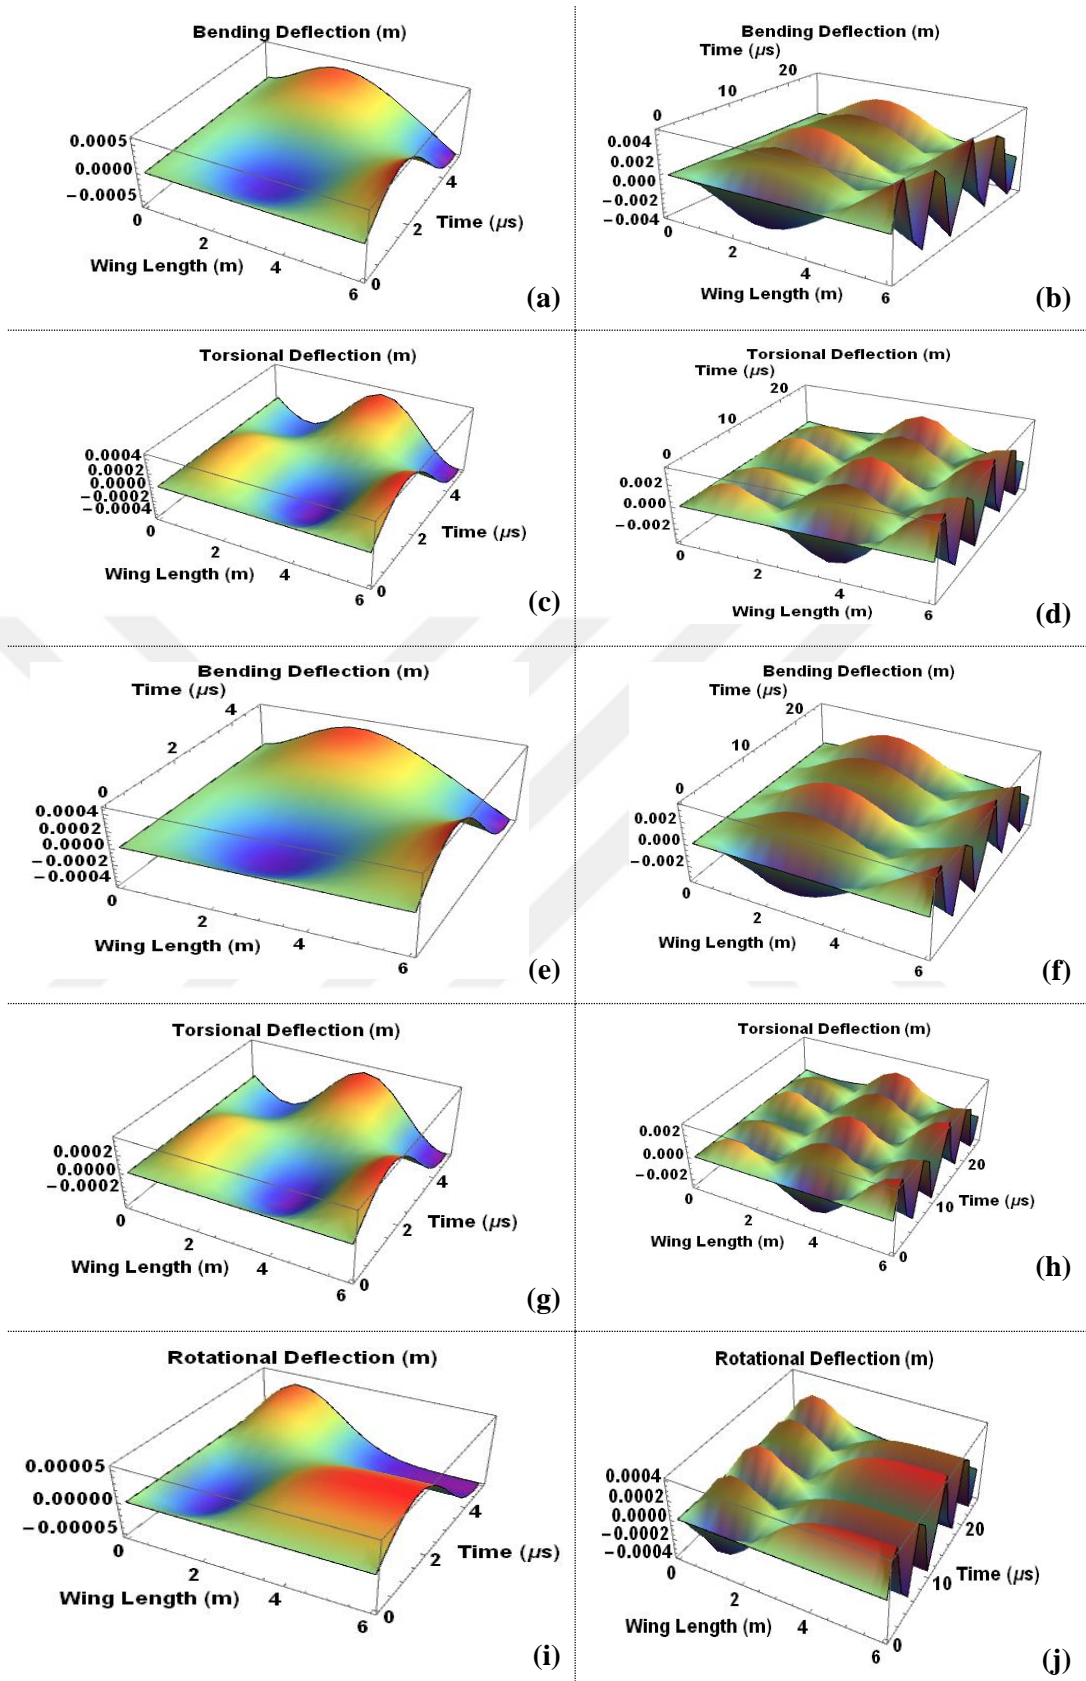 Bending Deflection (m)
0.0005
0.0000
−0.0005
0
2
4
6
Wing Length (m)
0
2
4
Time (μs)
(a)
Bending Deflection (m)
Time (μs)
0
10
20
0.004
0.002
0.000
−0.002
−0.004
0
2
4
6
Wing Length (m)
(b)
Torsional Deflection (m)
0.0004
0.0002
0.0000
−0.0002
−0.0004
0
2
4
6
Wing Length (m)
0
2
4
Time (μs)
(c)
Torsional Deflection (m)
Time (μs)
0
10
20
0.002
0.000
−0.002
0
2
4
6
Wing Length (m)
(d)
Bending Deflection (m)
Time (μs)
0
2
4
0.0004
0.0002
0.0000
−0.0002
−0.0004
0
2
4
6
Wing Length (m)
(e)
Bending Deflection (m)
Time (μs)
0
10
20
0.002
0.000
−0.002
0
2
4
6
Wing Length (m)
(f)
Torsional Deflection (m)
0.0002
0.0000
−0.0002
0
2
4
6
Wing Length (m)
0
2
4
Time (μs)
(g)
Torsional Deflection (m)
0.002
0.000
−0.002
0
2
4
6
Wing Length (m)
0
10
20
Time (μs)
(h)
Rotational Deflection (m)
0.00005
0.00000
−0.00005
0
2
4
6
Wing Length (m)
0
2
4
Time (μs)
(i)
Rotational Deflection (m)
0.0004
0.0002
0.0000
−0.0002
−0.0004
0
2
4
6
Wing Length (m)
0
10
20
Time (μs)
(j)